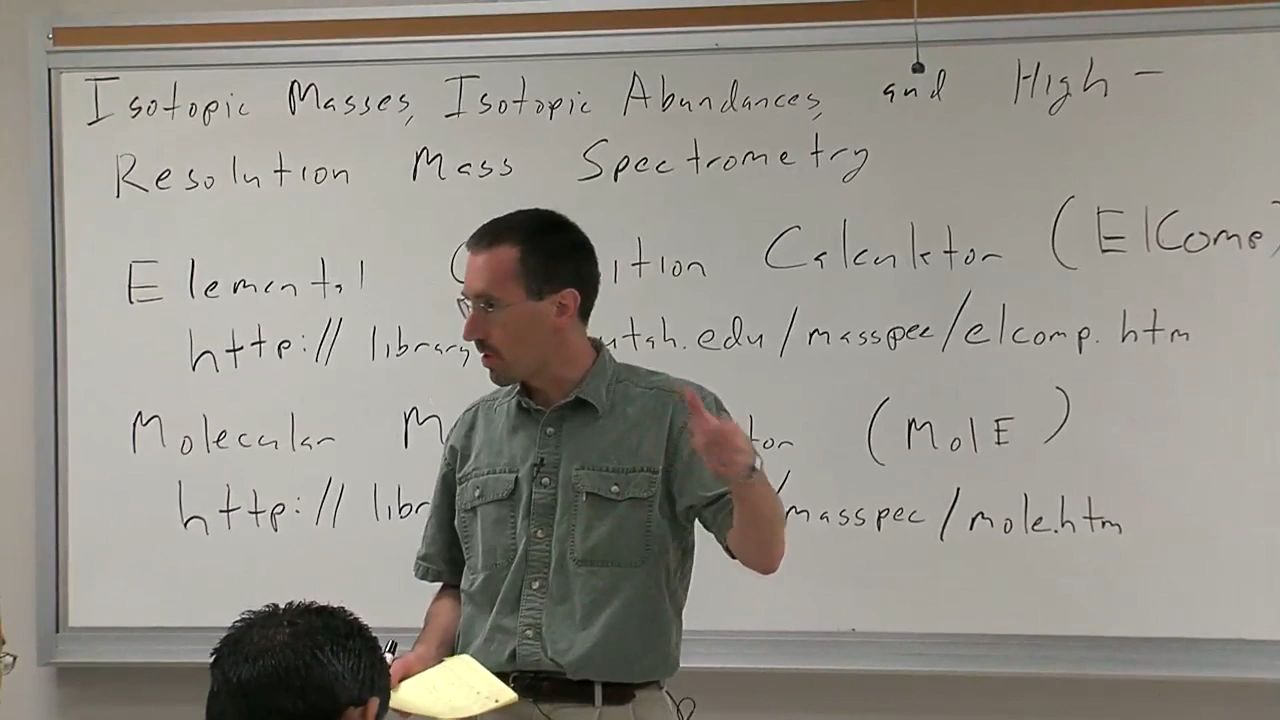 Isotopic Masses, Isotopic Abundances, and High-
Resolution Mass Spectrometry
Elemental ition Calculator (ElComp)
http://library utah.edu/masspec/elcomp.htm
Molecular M tor (MolE)
http://libr /masspec/mole.htm